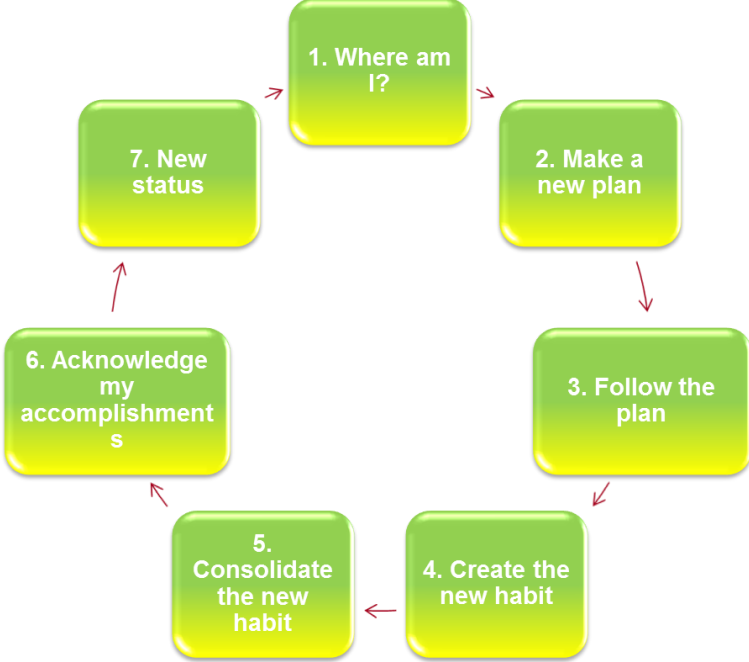 1. Where am
I?
2. Make a
new plan
3. Follow the
plan
4. Create the
new habit
5.
Consolidate
the new
habit
6. Acknowledge
my
accomplishment
s
7. New
status